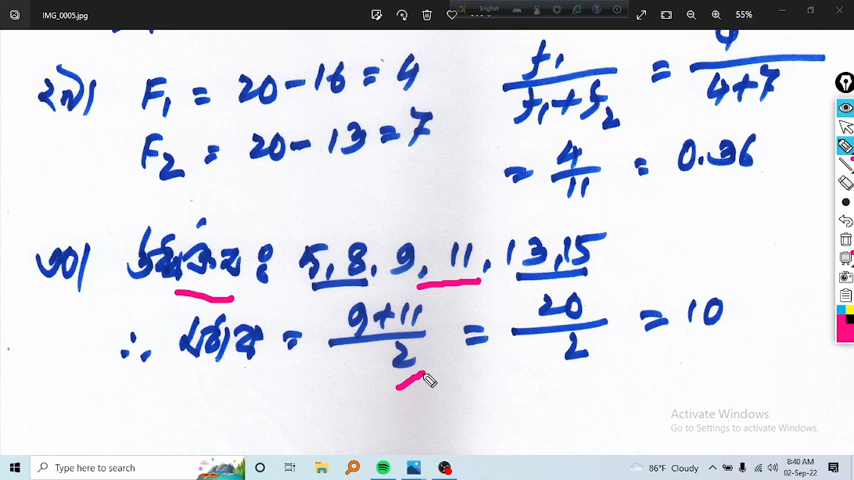 IMG_0005.jpg
English
55%
২৯। F₁ = 20-16 = 4
F₂ = 20-13 = 7
f₁/f₁+f₂ = 4/4+7
= 4/11 = 0.36
৩০। : 5, 8, 9, 11, 13, 15
∴ = 9+11/2 = 20/2 = 10
Activate Windows
Go to Settings to activate Windows.
Type here to search
86°F Cloudy
8:40 AM
02-Sep-22